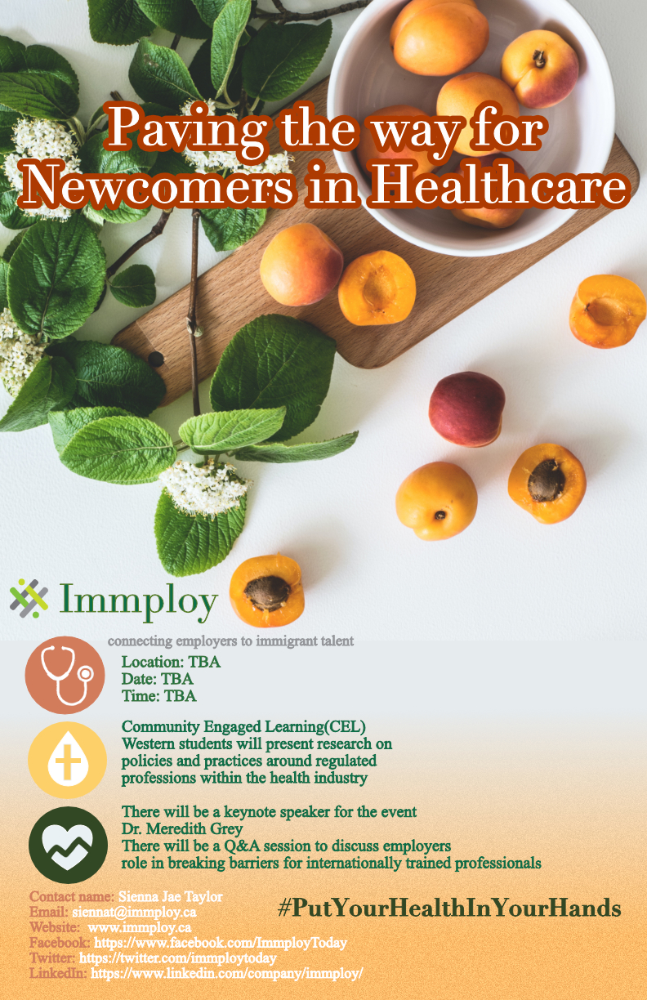 Paving the way for
Newcomers in Healthcare
Immploy
connecting employers to immigrant talent
Location: TBA
Date: TBA
Time: TBA
Community Engaged Learning(CEL)
Western students will present research on
policies and practices around regulated
professions within the health industry
There will be a keynote speaker for the event
Dr. Meredith Grey
There will be a Q&A session to discuss employers
role in breaking barriers for internationally trained professionals
Contact name: Sienna Jae Taylor
Email: siennat@immploy.ca
Website: www.immploy.ca
Facebook: https://www.facebook.com/ImmployToday
Twitter: https://twitter.com/immploytoday
LinkedIn: https://www.linkedin.com/company/immploy/
#PutYourHealthInYourHands